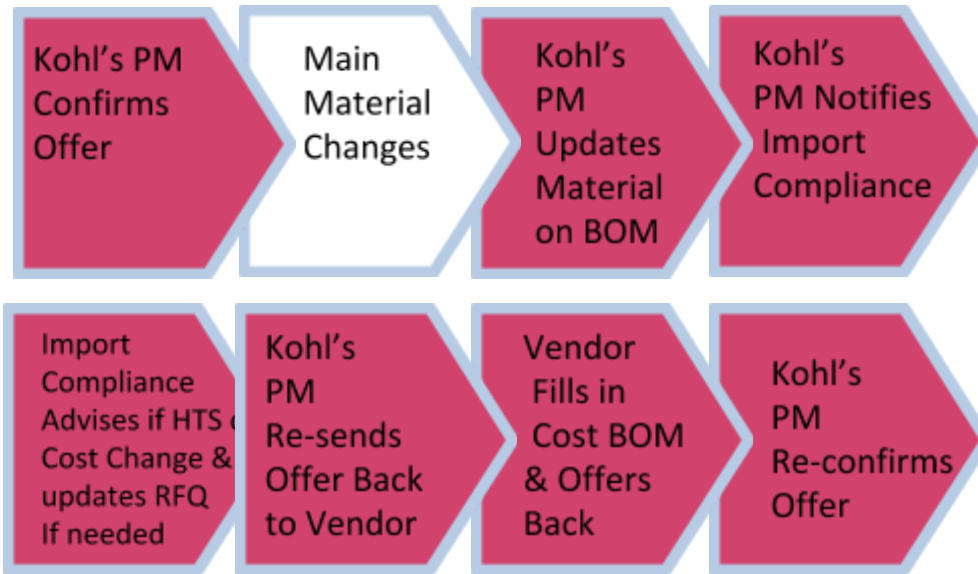 Kohl's PM
Confirms
Offer
Main
Material
Changes
Kohl's
PM
Updates
Material
on BOM
Kohl's
PM Notifies
Import
Compliance
Import
Compliance
Advises if HTS
Cost Change &
updates RFQ
If needed
Kohl's
PM
Re-sends
Offer Back
to Vendor
Vendor
Fills in
Cost BOM
& Offers
Back
Kohl's
PM
Re-confirms
Offer